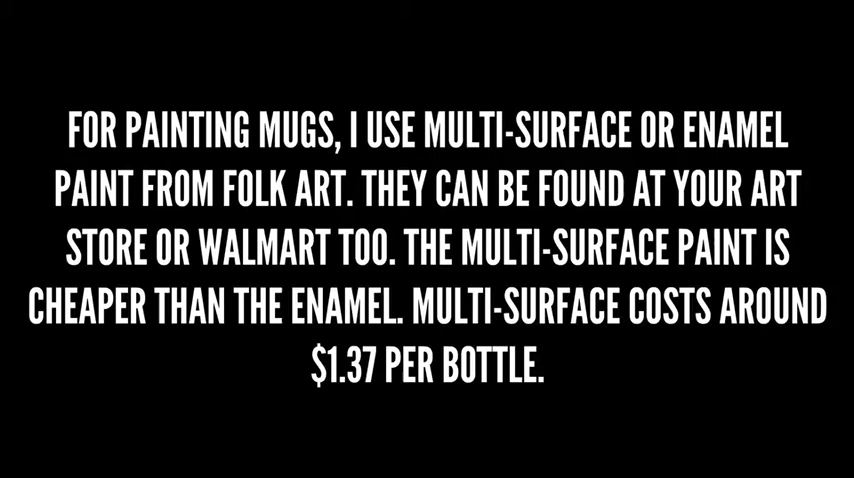 FOR PAINTING MUGS, I USE MULTI-SURFACE OR ENAMEL
PAINT FROM FOLK ART. THEY CAN BE FOUND AT YOUR ART
STORE OR WALMART TOO. THE MULTI-SURFACE PAINT IS
CHEAPER THAN THE ENAMEL. MULTI-SURFACE COSTS AROUND
$1.37 PER BOTTLE.